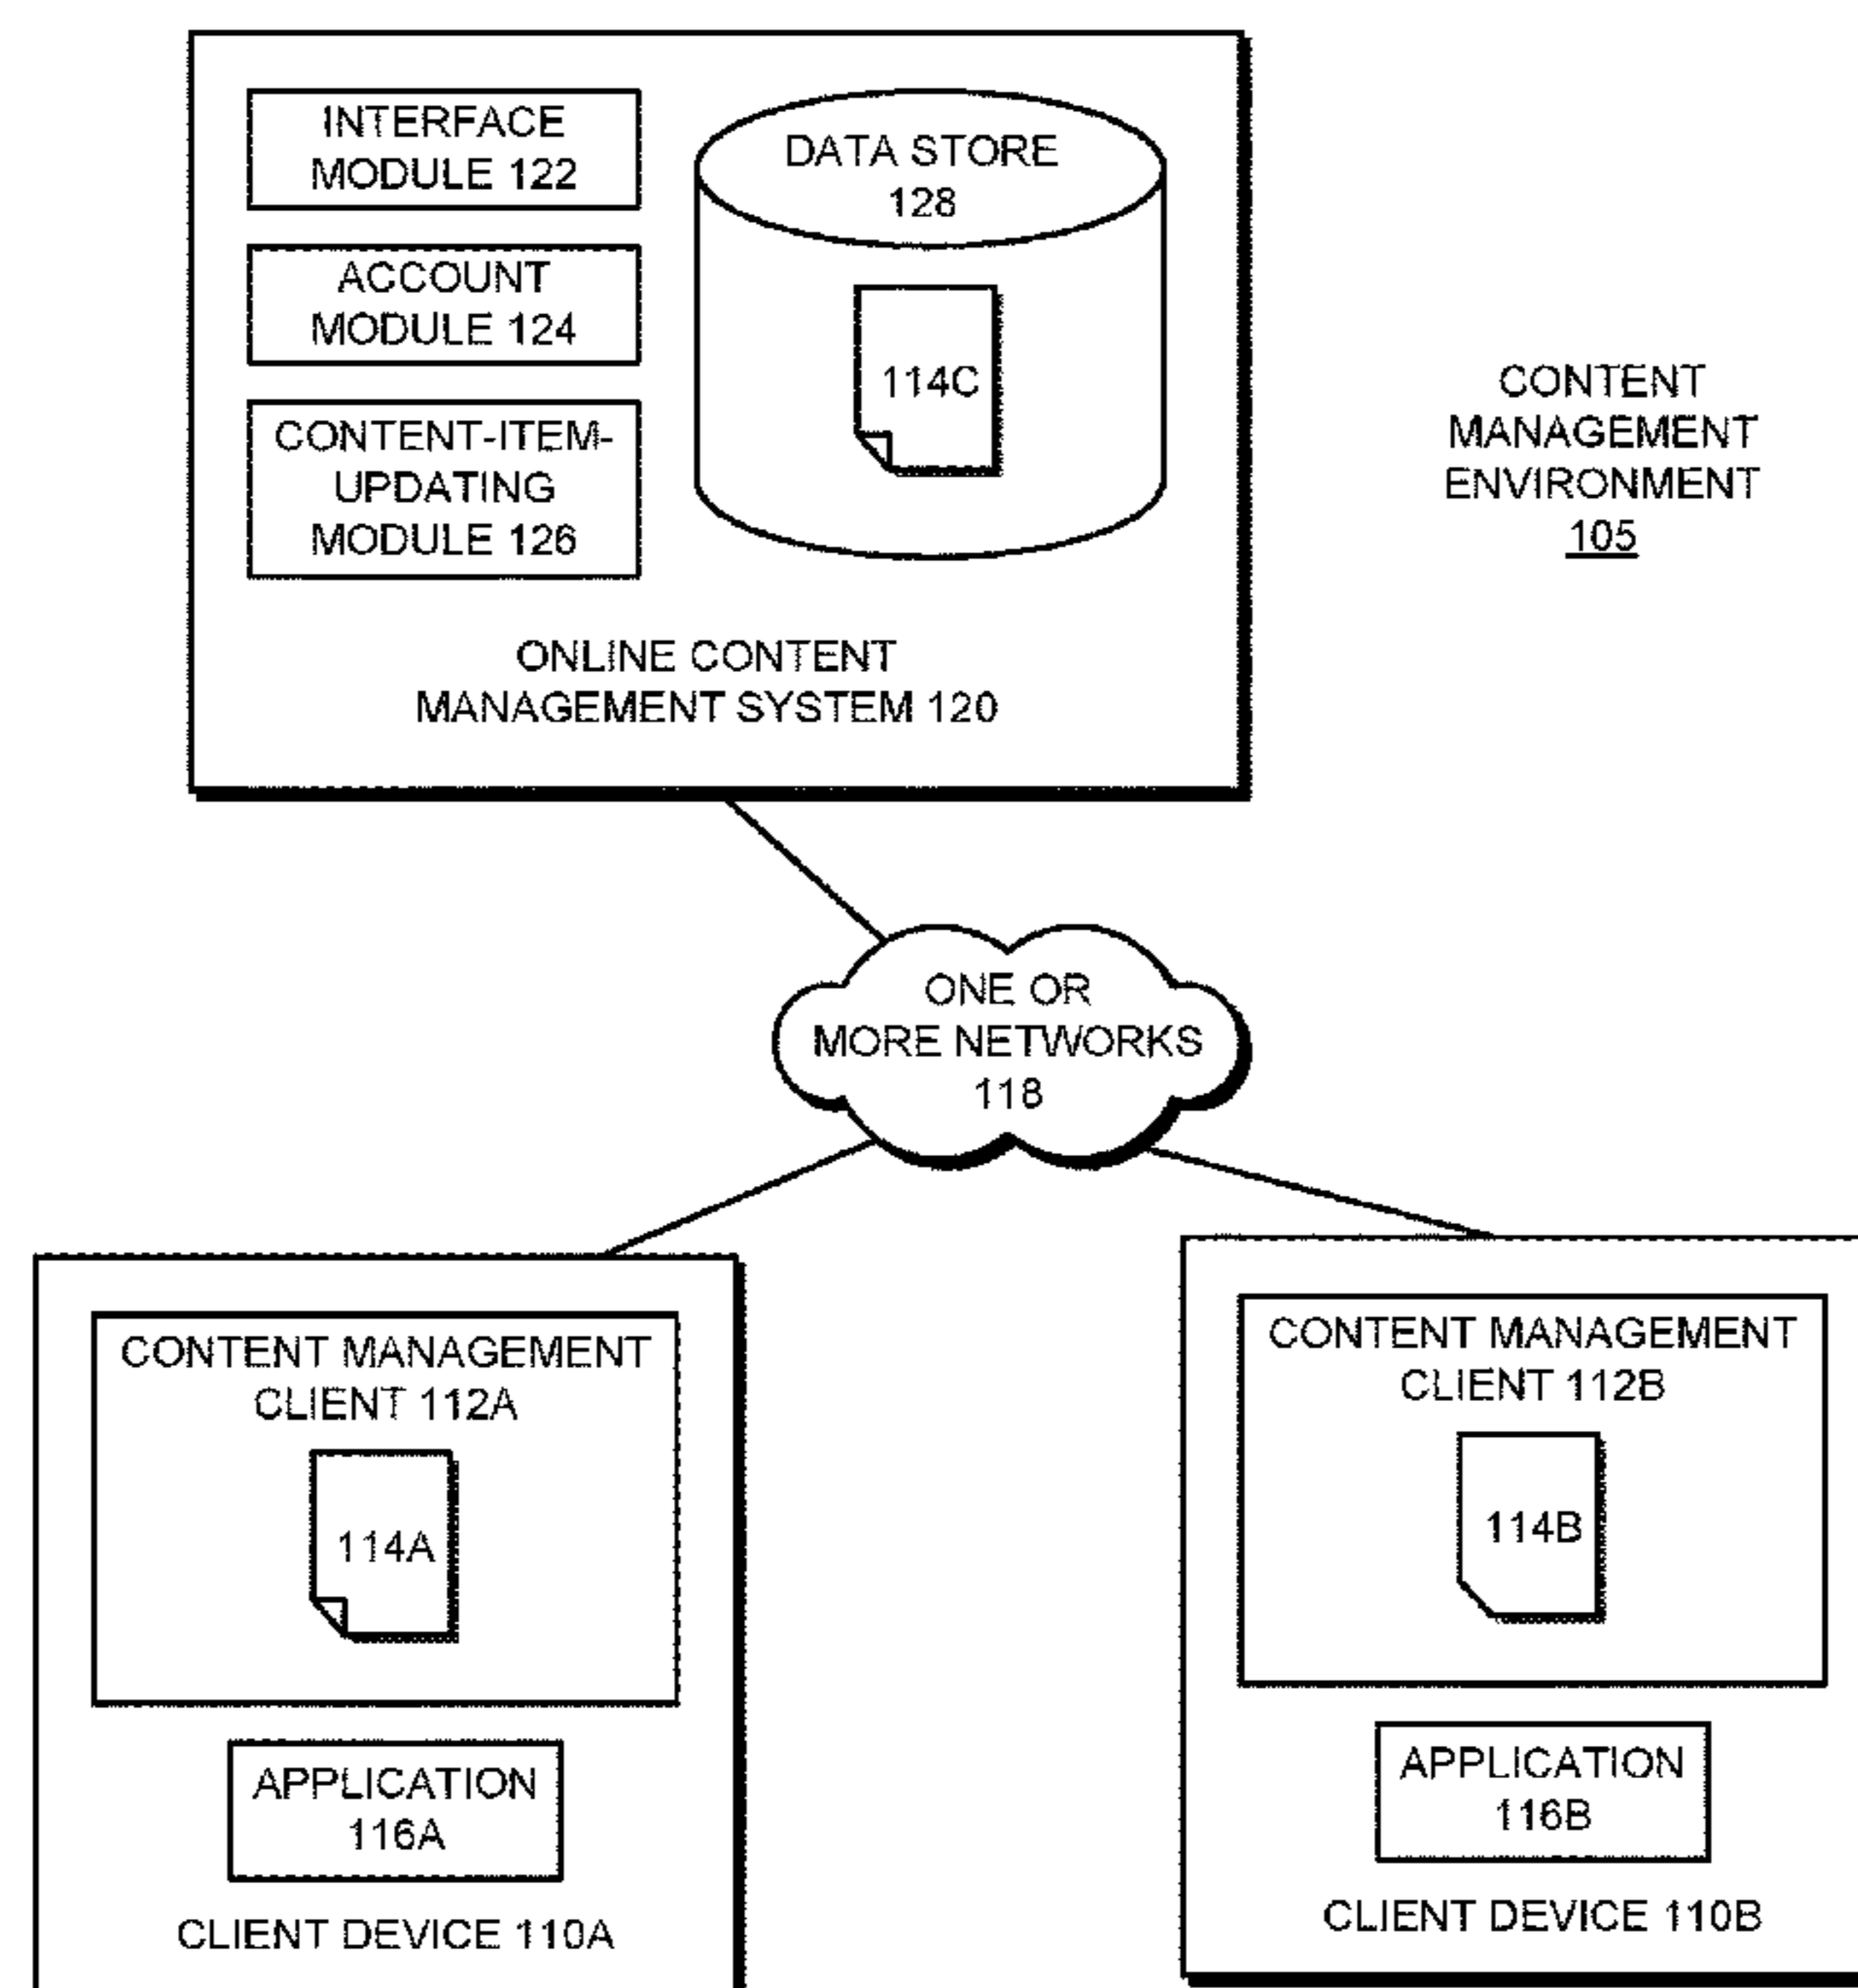 INTERFACE
MODULE 122
ACCOUNT
MODULE 124
CONTENT-ITEM-
UPDATING
MODULE 126
DATA STORE
128
114C
ONLINE CONTENT
MANAGEMENT SYSTEM 120
CONTENT
MANAGEMENT
ENVIRONMENT
105
ONE OR
MORE NETWORKS
118
CONTENT MANAGEMENT
CLIENT 112A
114A
APPLICATION
116A
CLIENT DEVICE 110A
CONTENT MANAGEMENT
CLIENT 112B
114B
APPLICATION
116B
CLIENT DEVICE 110B